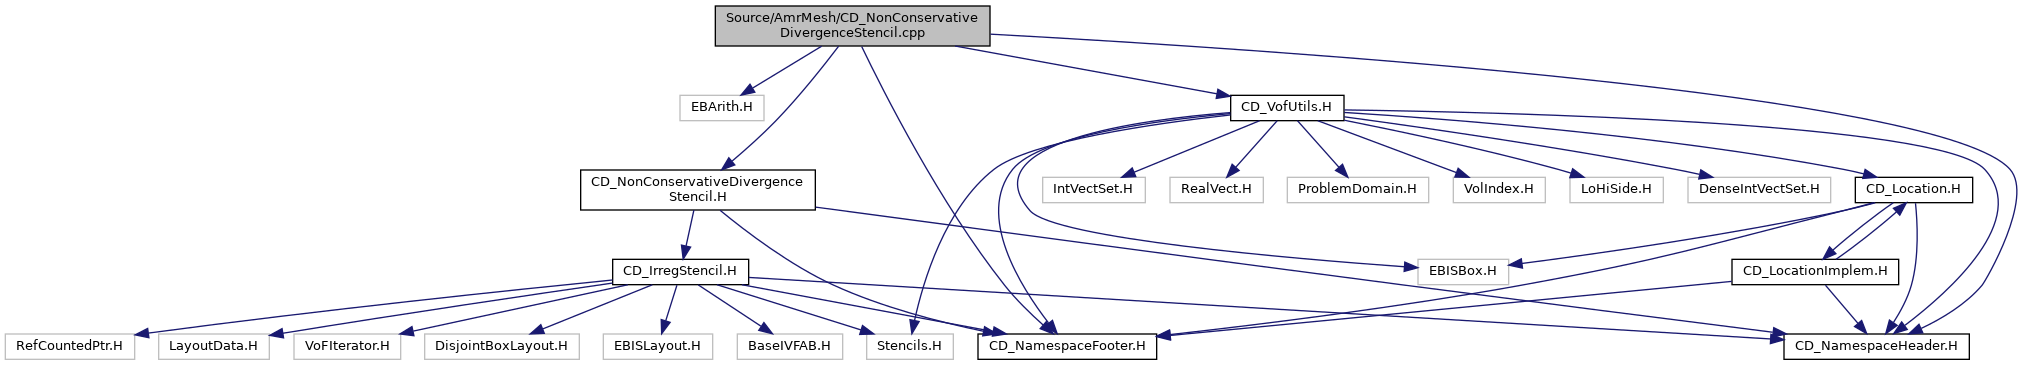 Source/AmrMesh/CD_NonConservative
DivergenceStencil.cpp
EBArith.H
CD_VofUtils.H
CD_NonConservativeDivergence
Stencil.H
IntVectSet.H
RealVect.H
ProblemDomain.H
VolIndex.H
LoHiSide.H
DenseIntVectSet.H
CD_Location.H
CD_IrregStencil.H
EBISBox.H
CD_LocationImplem.H
RefCountedPtr.H
LayoutData.H
VoFIterator.H
DisjointBoxLayout.H
EBISLayout.H
BaseIVFAB.H
Stencils.H
CD_NamespaceFooter.H
CD_NamespaceHeader.H